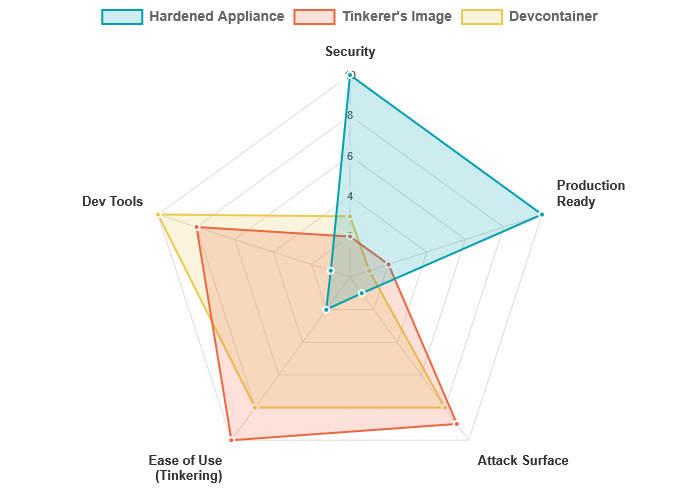 Hardened Appliance Tinkerer's Image Devcontainer
Security
10
8
6
4
2
Production
Ready
Dev Tools
Ease of Use
(Tinkering)
Attack Surface